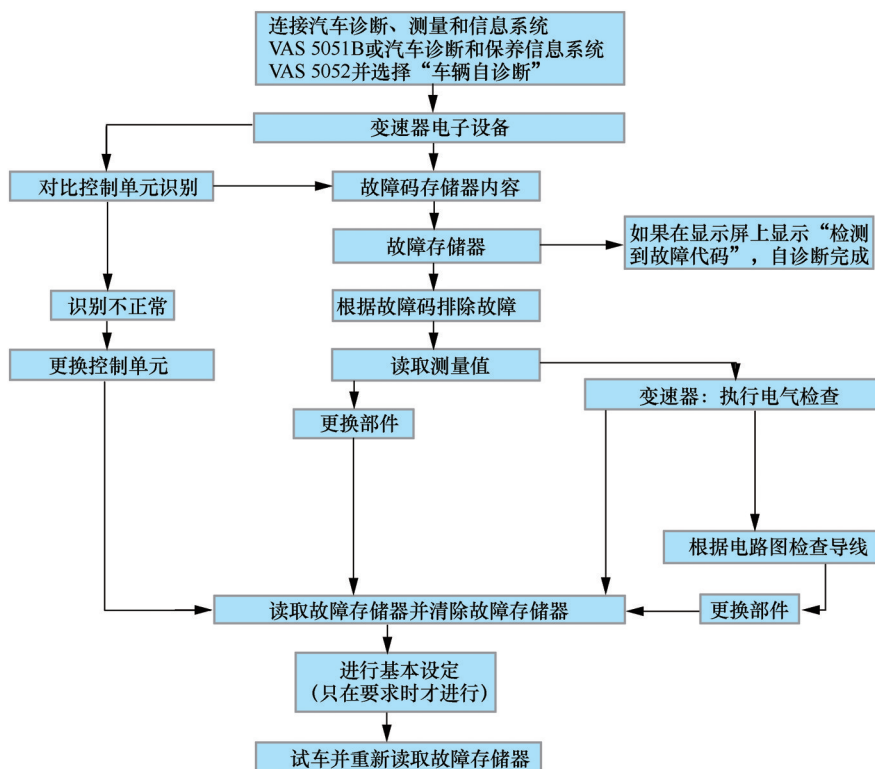 连接汽车诊断、测量和信息系统
VAS 5051B或汽车诊断和保养信息系统
VAS 5052并选择“车辆自诊断”
变速器电子设备
对比控制单元识别
故障码存储器内容
故障存储器
如果在显示屏上显示“检测
到故障代码”，自诊断完成
识别不正常
根据故障码排除故障
更换控制单元
读取测量值
变速器：执行电气检查
更换部件
根据电路图检查导线
读取故障存储器并清除故障存储器
更换部件
进行基本设定
（只在要求时才进行）
试车并重新读取故障存储器